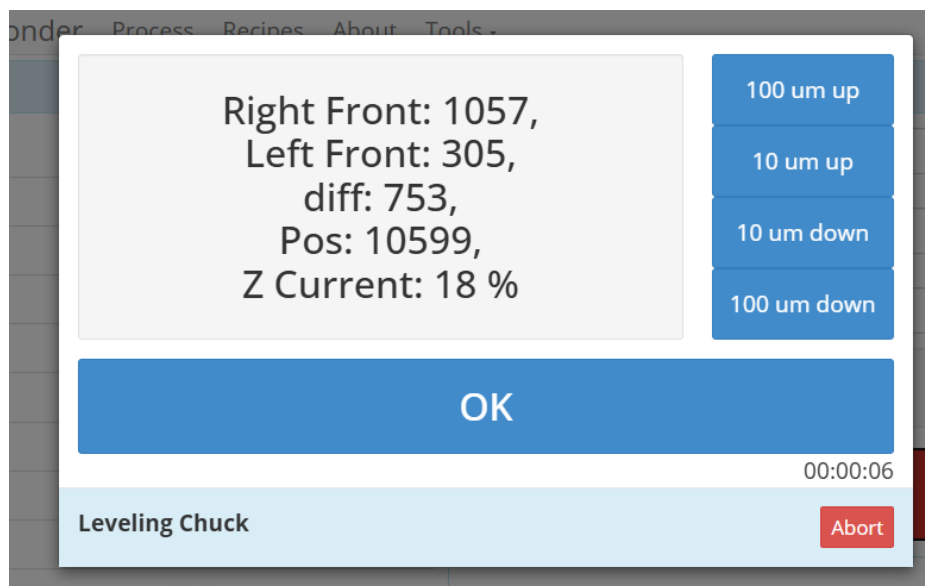 onder Process Recipes About Tools
Right Front: 1057,
Left Front: 305,
diff: 753,
Pos: 10599,
Z Current: 18 %
100 um up
10 um up
10 um down
100 um down
OK
00:00:06
Leveling Chuck
Abort